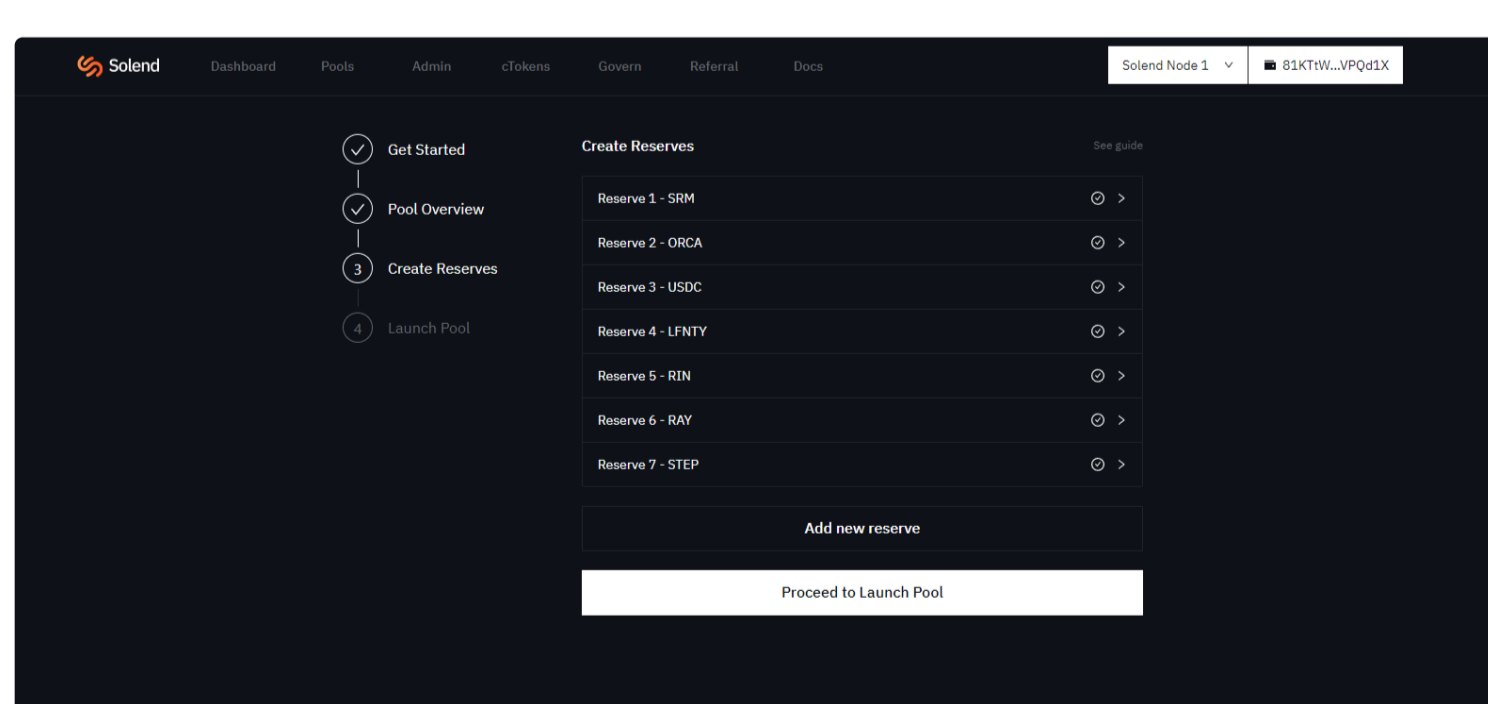 Solend Dashboard Pools Admin cTokens Govern Referral Docs Solend Node 1 81KTtW...VPQd1X
Get Started
Pool Overview
3 Create Reserves
4 Launch Pool
Create Reserves See guide
Reserve 1 - SRM
Reserve 2 - ORCA
Reserve 3 - USDC
Reserve 4 - LFNTY
Reserve 5 - RIN
Reserve 6 - RAY
Reserve 7 - STEP
Add new reserve
Proceed to Launch Pool